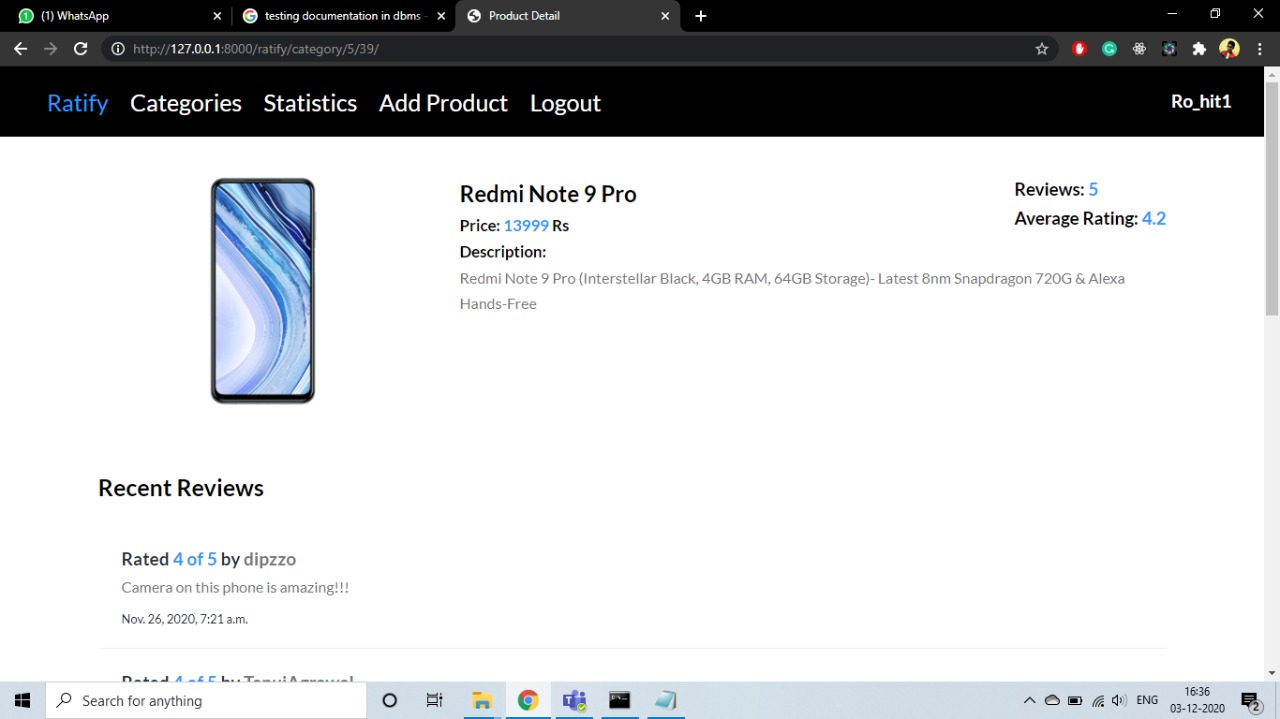 (1) WhatsApp
testing documentation in dbms -
Product Detail
http://127.0.0.1:8000/ratify/category/5/39/
Ratify Categories Statistics Add Product Logout
Ro_hit1
Redmi Note 9 Pro
Price: 13999 Rs
Description:
Redmi Note 9 Pro (Interstellar Black, 4GB RAM, 64GB Storage)- Latest 8nm Snapdragon 720G & Alexa
Hands-Free
Reviews: 5
Average Rating: 4.2
Recent Reviews
Rated 4 of 5 by dipzzo
Camera on this phone is amazing!!!
Nov. 26, 2020, 7:21 a.m.
Rated 4 of 5 by TanujAgrawal
Search for anything
ENG
16:36
03-12-2020
2